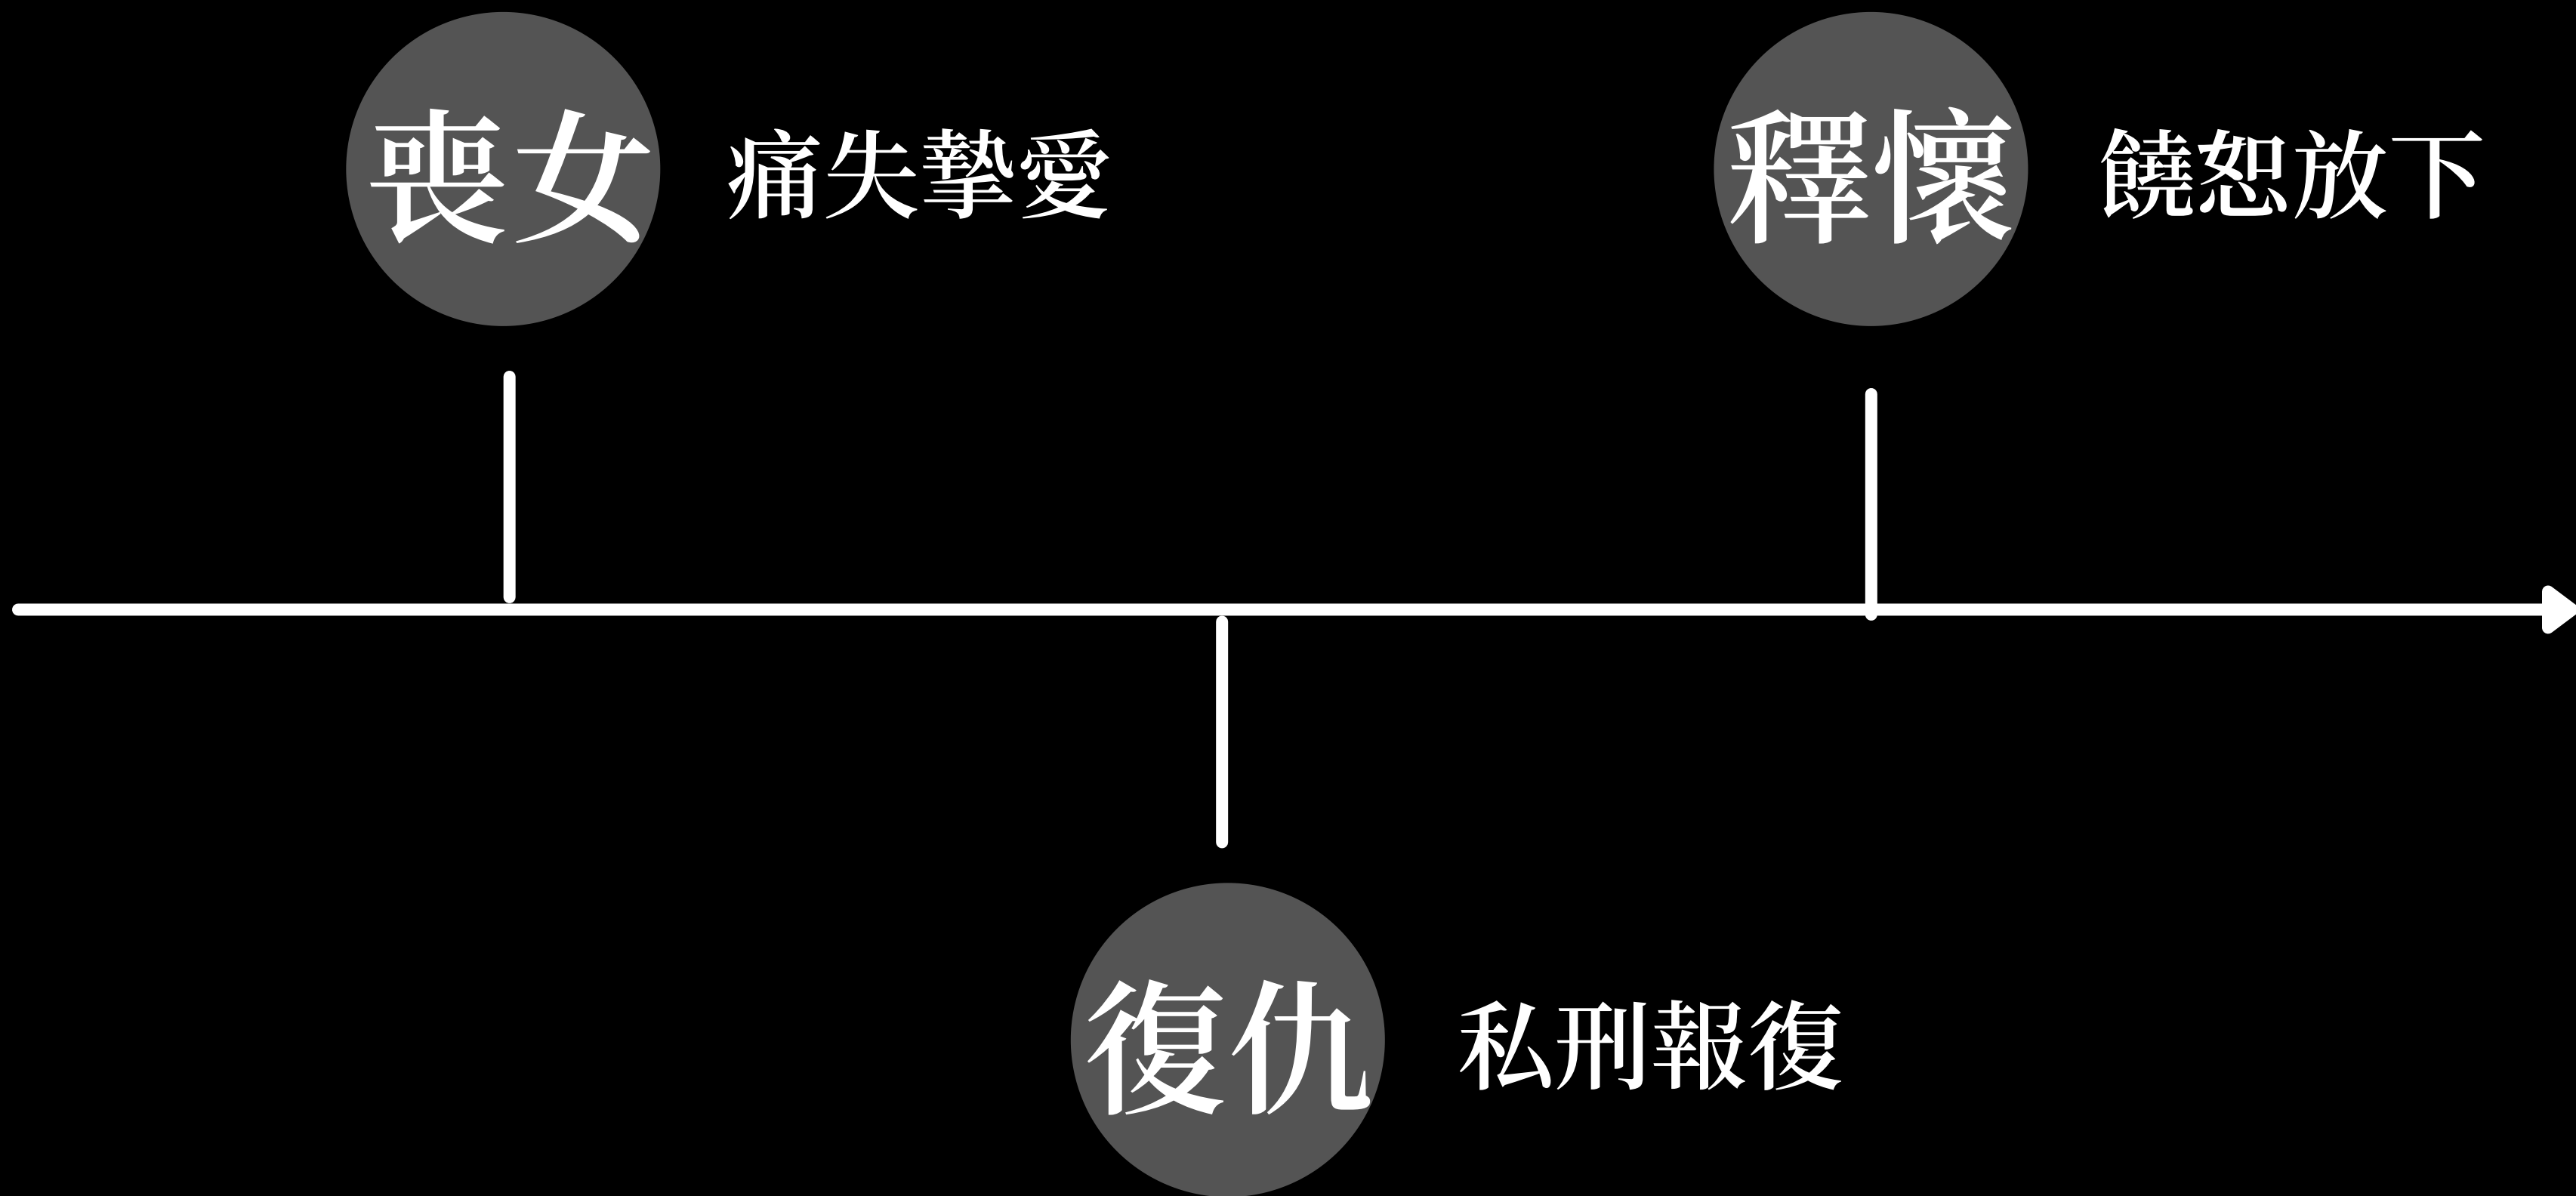 喪女
痛失摯愛
釋懷
饒恕放下
復仇
私刑報復